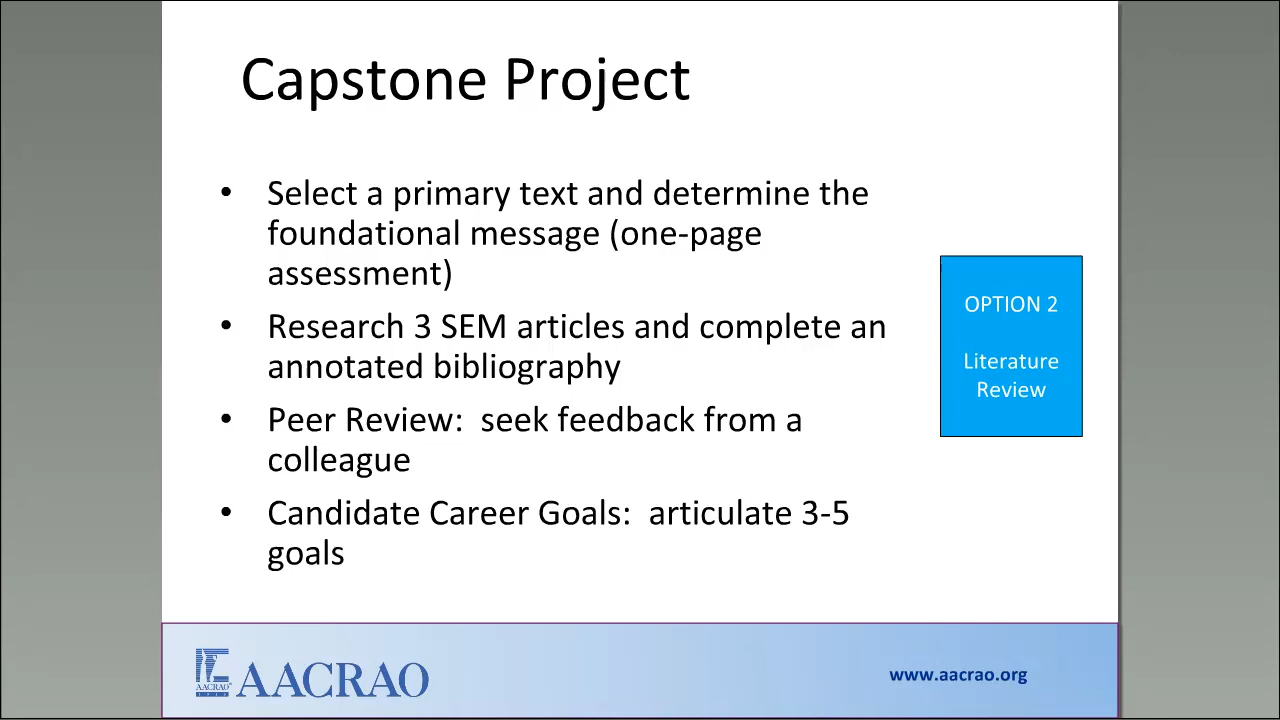 Capstone Project
• Select a primary text and determine the
foundational message (one-page
assessment)
• Research 3 SEM articles and complete an
annotated bibliography
• Peer Review:  seek feedback from a
colleague
• Candidate Career Goals:  articulate 3-5
goals
OPTION 2
Literature
Review
AACRAO
AACRAO
www.aacrao.org